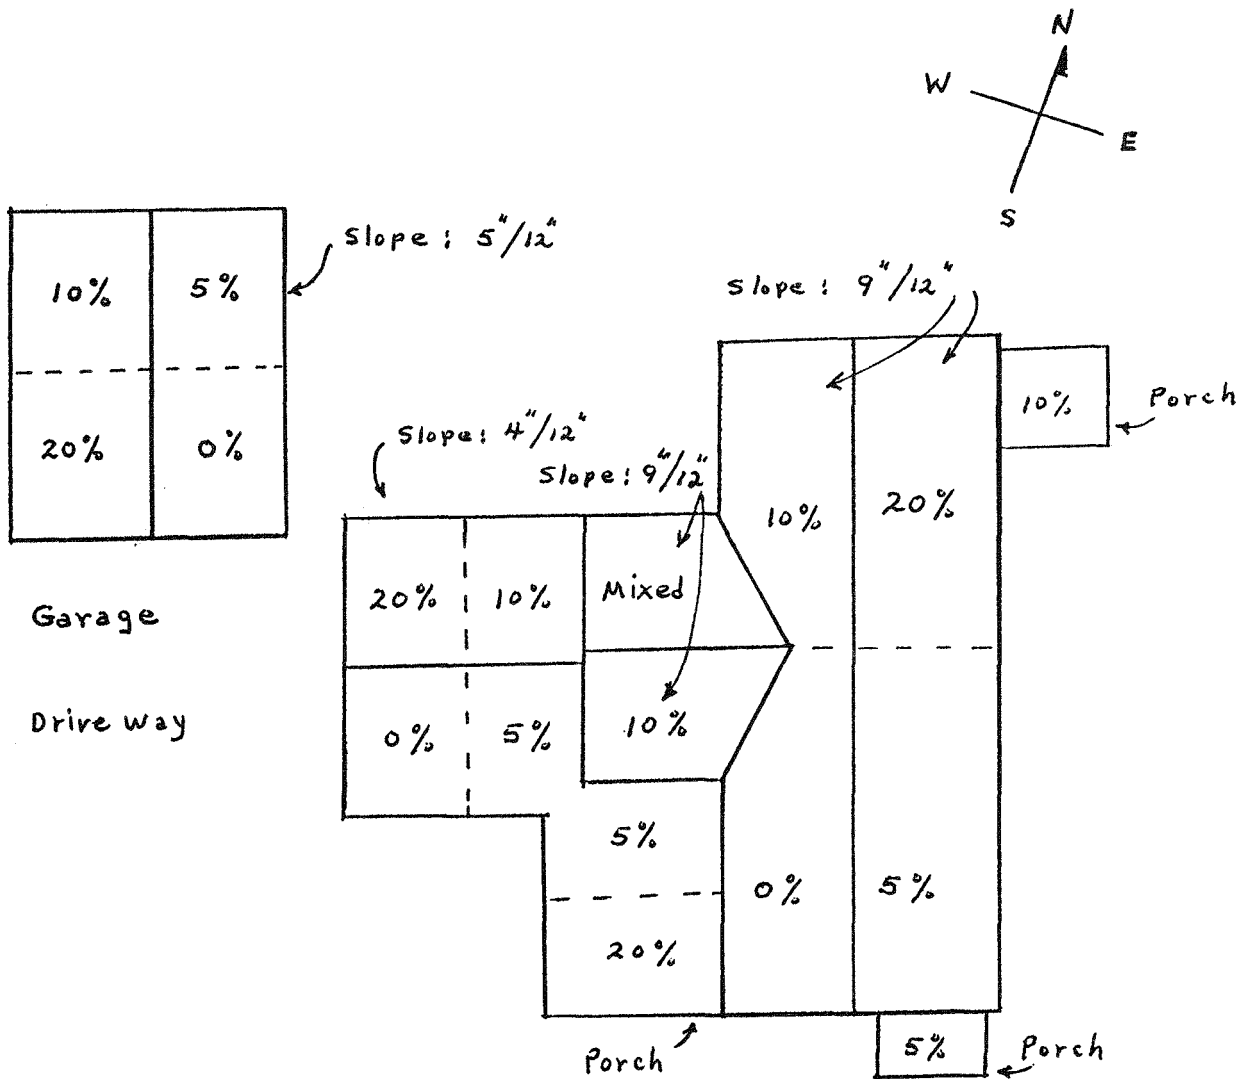 N
W
E
S
Slope : 5"/12"
10%
5%
Slope : 9"/12"
20%
0%
10%
Porch
Slope: 4"/12"
Slope: 9"/12"
10%
20%
20%
10%
Mixed
Garage
Drive way
0%
5%
10%
5%
0%
5%
20%
Porch
5%
Porch